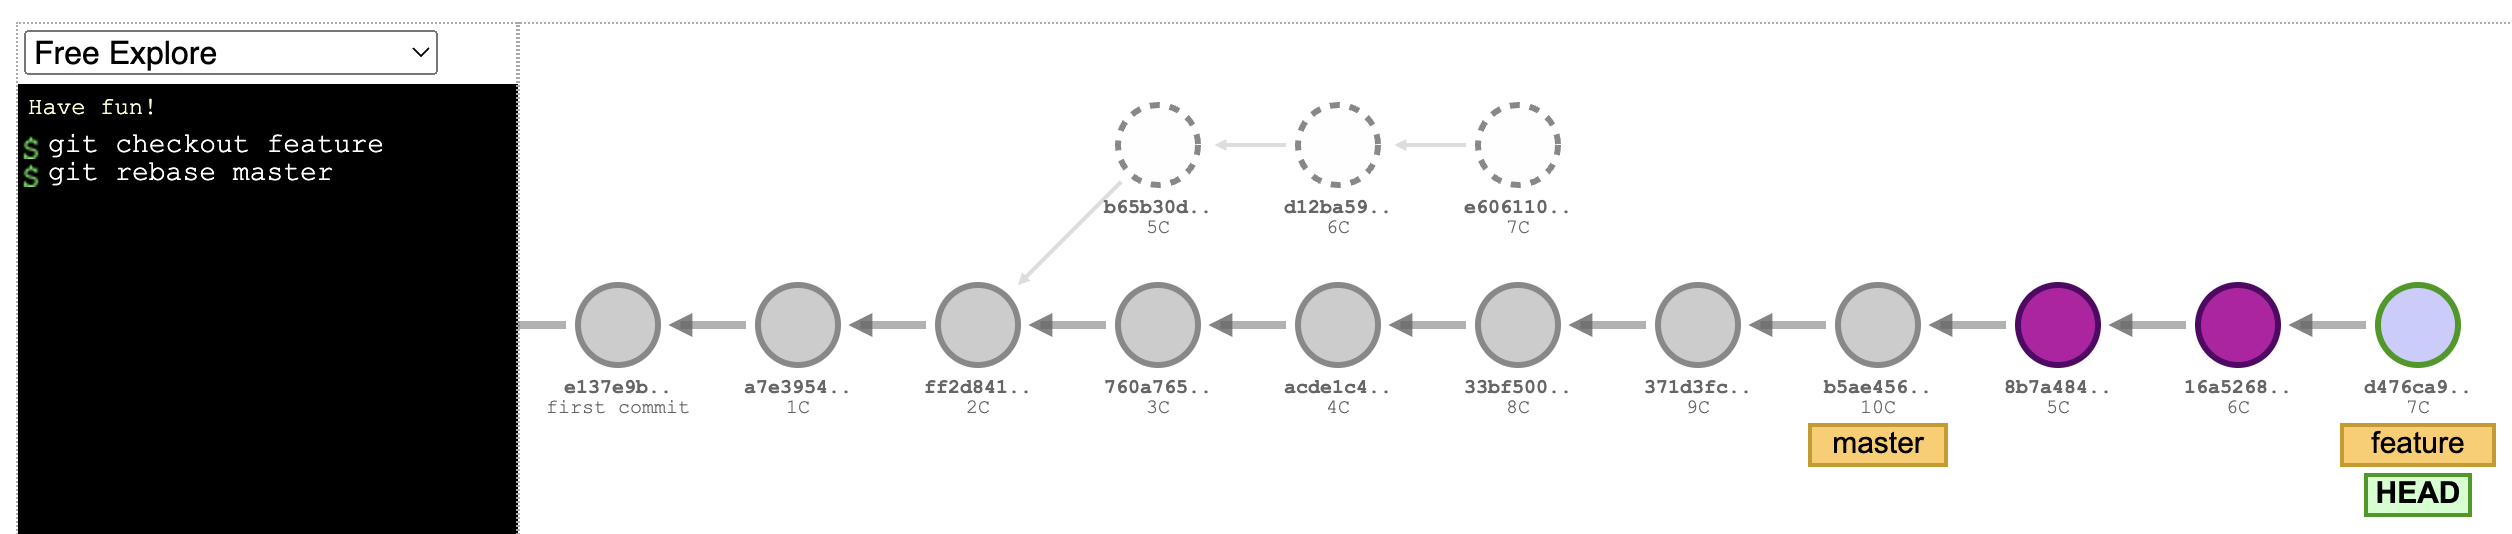 Free Explore
Have fun!
$ git checkout feature
$ git rebase master
b65b30d.. d12ba59.. e606110..
5C 6C 7C
e137e9b.. a7e3954.. ff2d841.. 760a765.. acde1c4.. 33bf500.. 371d3fc.. b5ae456.. 8b7a484.. 16a5268.. d476ca9..
first commit 1C 2C 3C 4C 8C 9C 10C 5C 6C 7C
master feature
HEAD